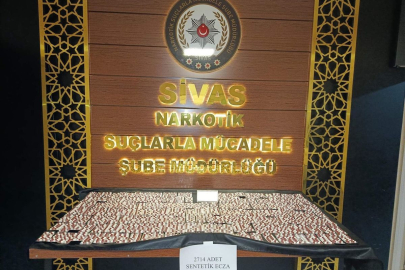 SİVAS
NARKOTİK
SUÇLARLA MÜCADELE
ŞUBE MÜDÜRLÜĞÜ
2714 ADET
SENTETİK ECZA